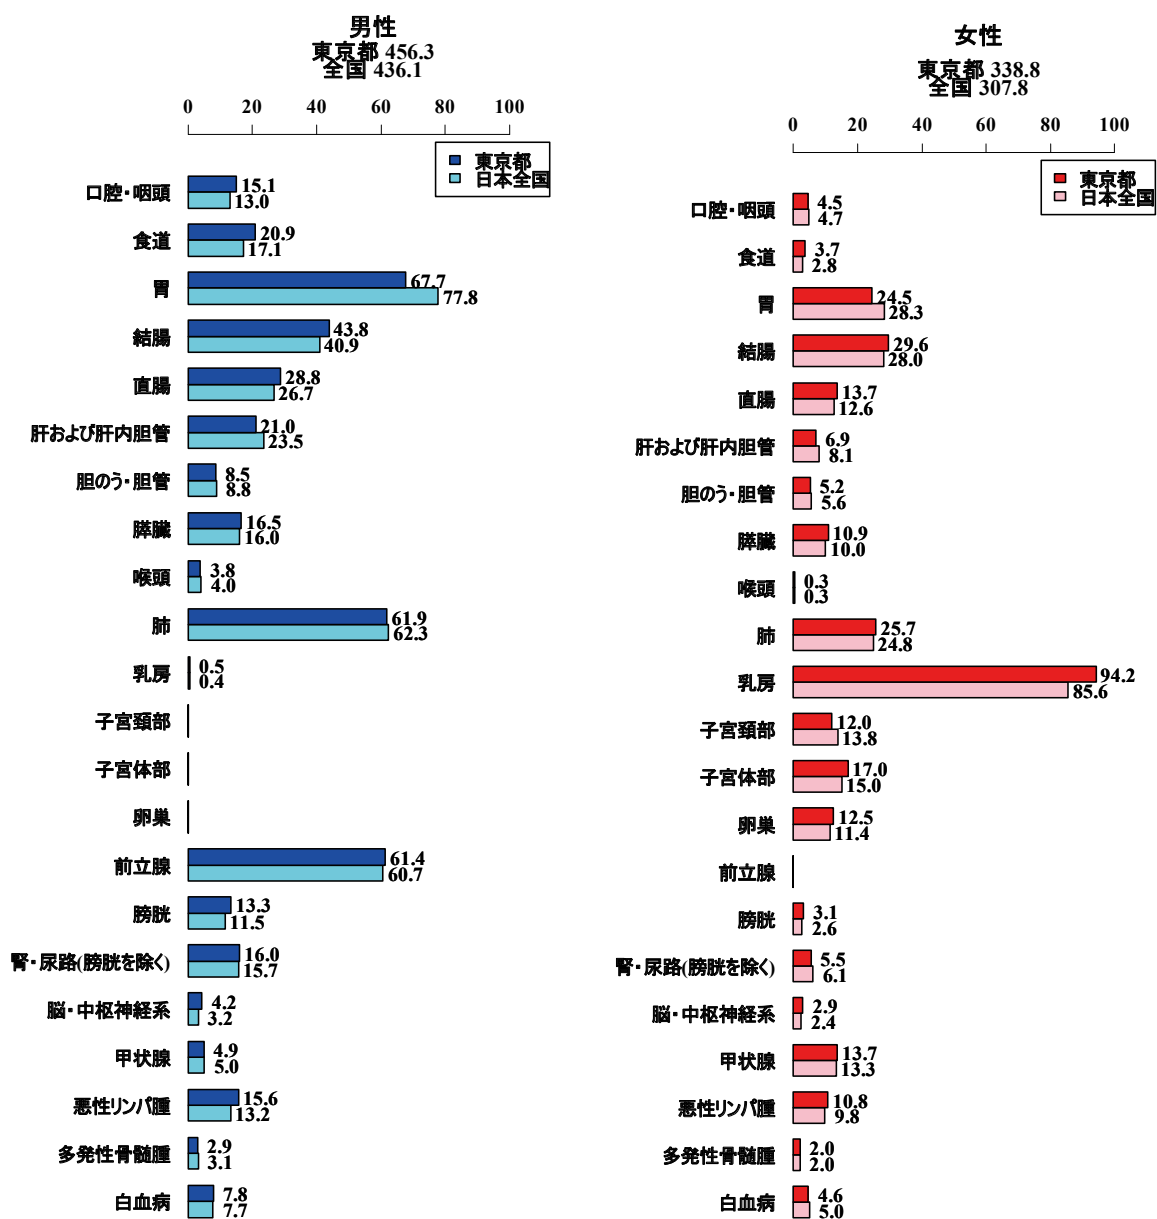 男性
東京都 456.3
全国 436.1
0 20 40 60 80 100
東京都
日本全国
口腔・咽頭 15.1
13.0
食道 20.9
17.1
胃 67.7
77.8
結腸 43.8
40.9
直腸 28.8
26.7
肝および肝内胆管 21.0
23.5
胆のう・胆管 8.5
8.8
膵臓 16.5
16.0
喉頭 3.8
4.0
肺 61.9
62.3
乳房 0.5
0.4
子宮頚部
子宮体部
卵巣
前立腺 61.4
60.7
膀胱 13.3
11.5
腎・尿路(膀胱を除く) 16.0
15.7
脳・中枢神経系 4.2
3.2
甲状腺 4.9
5.0
悪性リンパ腫 15.6
13.2
多発性骨髄腫 2.9
3.1
白血病 7.8
7.7
女性
東京都 338.8
全国 307.8
0 20 40 60 80 100
東京都
日本全国
口腔・咽頭 4.5
4.7
食道 3.7
2.8
胃 24.5
28.3
結腸 29.6
28.0
直腸 13.7
12.6
肝および肝内胆管 6.9
8.1
胆のう・胆管 5.2
5.6
膵臓 10.9
10.0
喉頭 0.3
0.3
肺 25.7
24.8
乳房 94.2
85.6
子宮頚部 12.0
13.8
子宮体部 17.0
15.0
卵巣 12.5
11.4
前立腺
膀胱 3.1
2.6
腎・尿路(膀胱を除く) 5.5
6.1
脳・中枢神経系 2.9
2.4
甲状腺 13.7
13.3
悪性リンパ腫 10.8
9.8
多発性骨髄腫 2.0
2.0
白血病 4.6
5.0